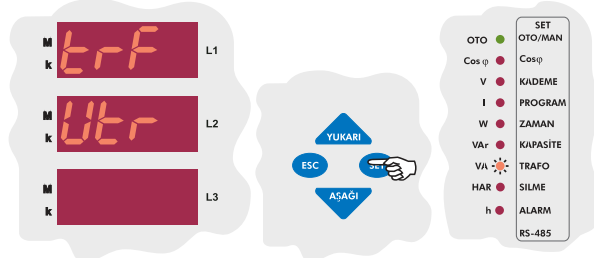 M
k
trF
L1
M
k
Utr
L2
M
k
L3
YUKARI
ESC
SET
AŞAĞI
SET
OTO OTO/MAN
Cos φ Cosφ
V KADEME
I PROGRAM
W ZAMAN
VAr KAPASİTE
VA TRAFO
HAR SİLME
h ALARM
RS-485